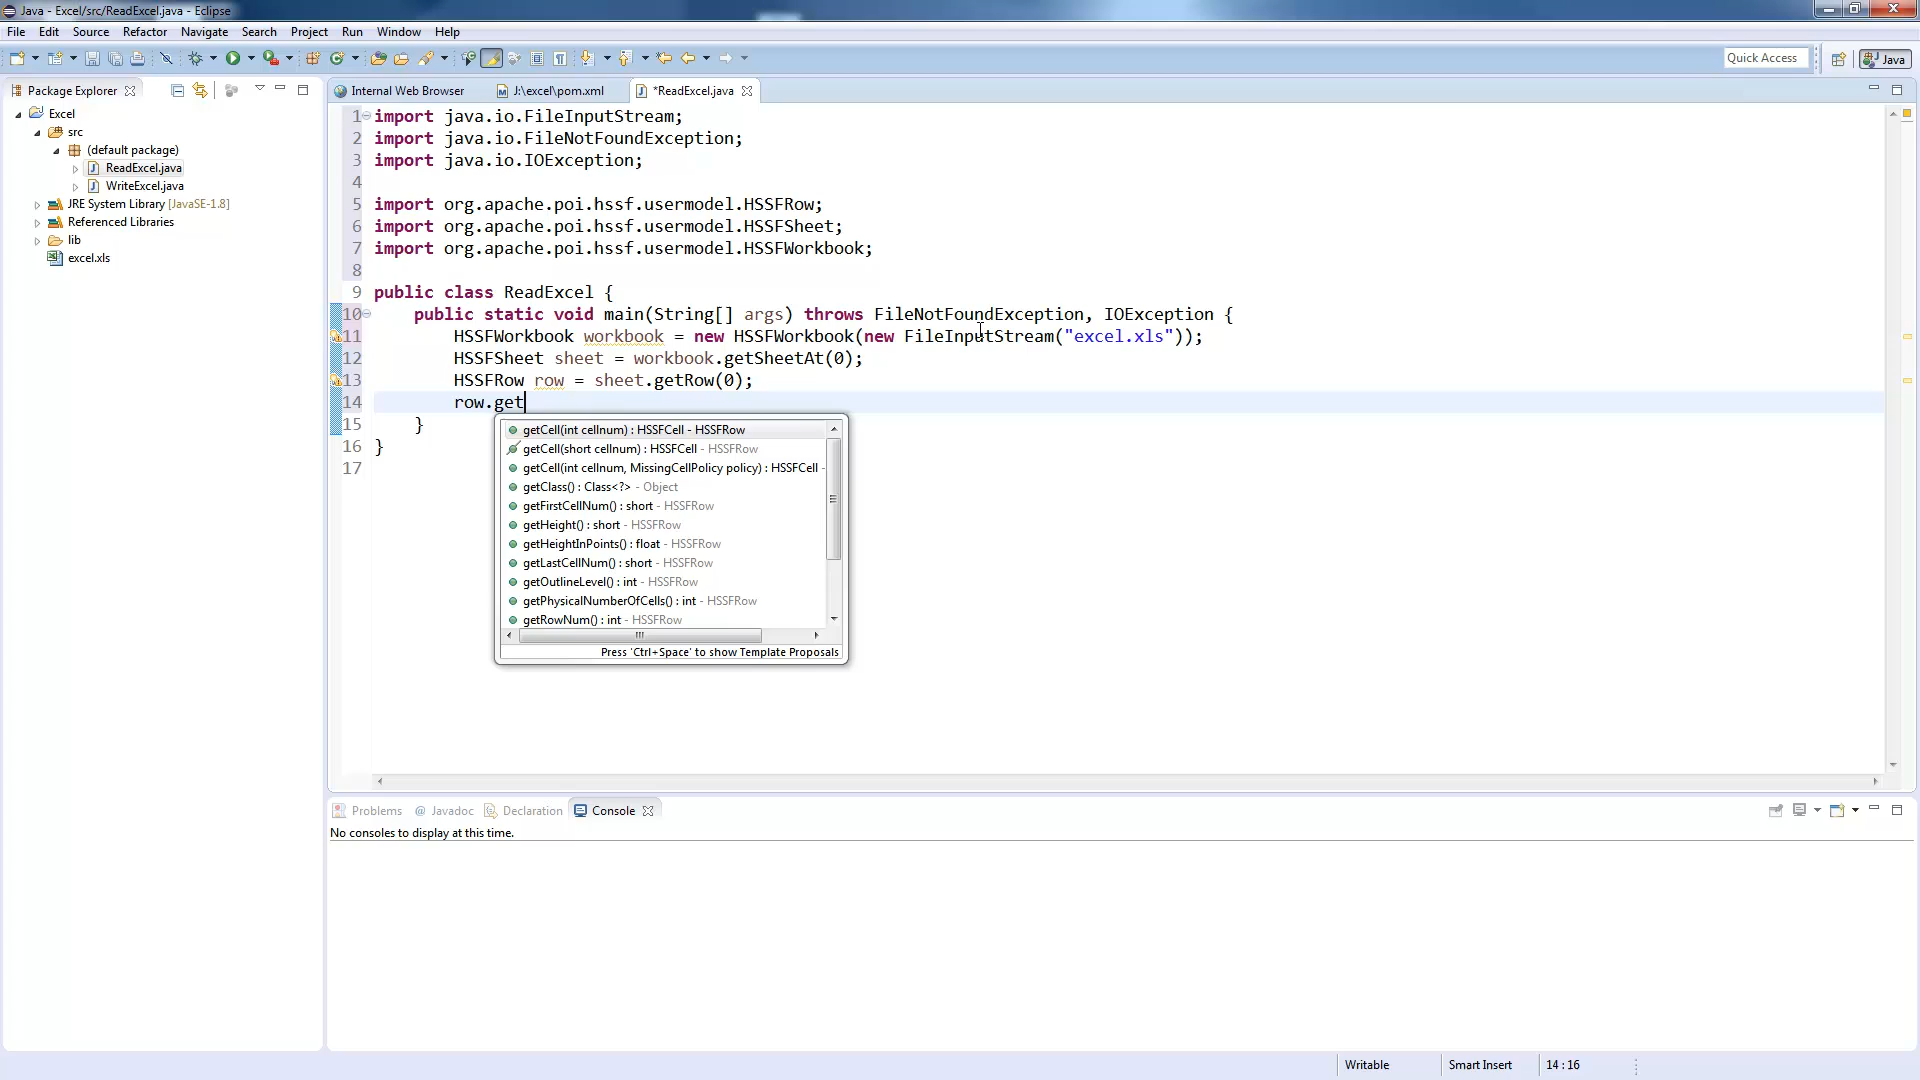 Java - Excel/src/ReadExcel.java - Eclipse
File Edit Source Refactor Navigate Search Project Run Window Help
Quick Access
Java
Package Explorer
Internal Web Browser
J:\excel\pom.xml
*ReadExcel.java
Excel
src
(default package)
ReadExcel.java
WriteExcel.java
JRE System Library [JavaSE-1.8]
Referenced Libraries
lib
excel.xls
1 import java.io.FileInputStream;
2 import java.io.FileNotFoundException;
3 import java.io.IOException;
4
5 import org.apache.poi.hssf.usermodel.HSSFRow;
6 import org.apache.poi.hssf.usermodel.HSSFSheet;
7 import org.apache.poi.hssf.usermodel.HSSFWorkbook;
8
9 public class ReadExcel {
10 public static void main(String[] args) throws FileNotFoundException, IOException {
11 HSSFWorkbook workbook = new HSSFWorkbook(new FileInputStream("excel.xls"));
12 HSSFSheet sheet = workbook.getSheetAt(0);
13 HSSFRow row = sheet.getRow(0);
14 row.get
15 }
16 }
17
getCell(int cellnum) : HSSFCell - HSSFRow
getCell(short cellnum) : HSSFCell - HSSFRow
getCell(int cellnum, MissingCellPolicy policy) : HSSFCell -
getClass() : Class<?> - Object
getFirstCellNum() : short - HSSFRow
getHeight() : short - HSSFRow
getHeightInPoints() : float - HSSFRow
getLastCellNum() : short - HSSFRow
getOutlineLevel() : int - HSSFRow
getPhysicalNumberOfCells() : int - HSSFRow
getRowNum() : int - HSSFRow
Press 'Ctrl+Space' to show Template Proposals
Problems @ Javadoc Declaration Console
No consoles to display at this time.
Writable Smart Insert 14 : 16